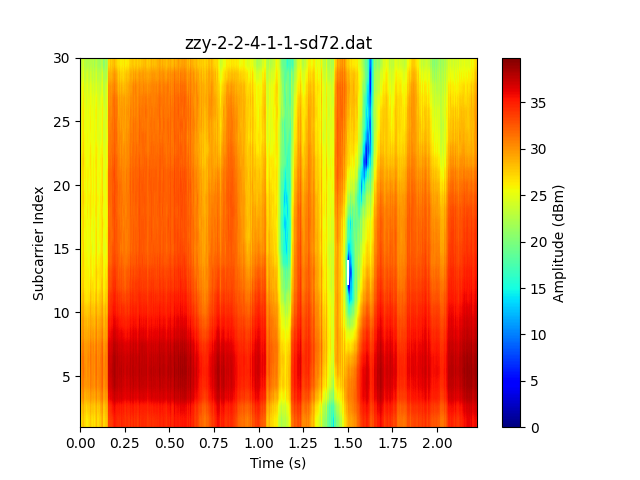 zzy-2-2-4-1-1-sd72.dat
30
25
20
15
10
5
Subcarrier Index
0.00 0.25 0.50 0.75 1.00 1.25 1.50 1.75 2.00
Time (s)
35
30
25
20
15
10
5
0
Amplitude (dBm)